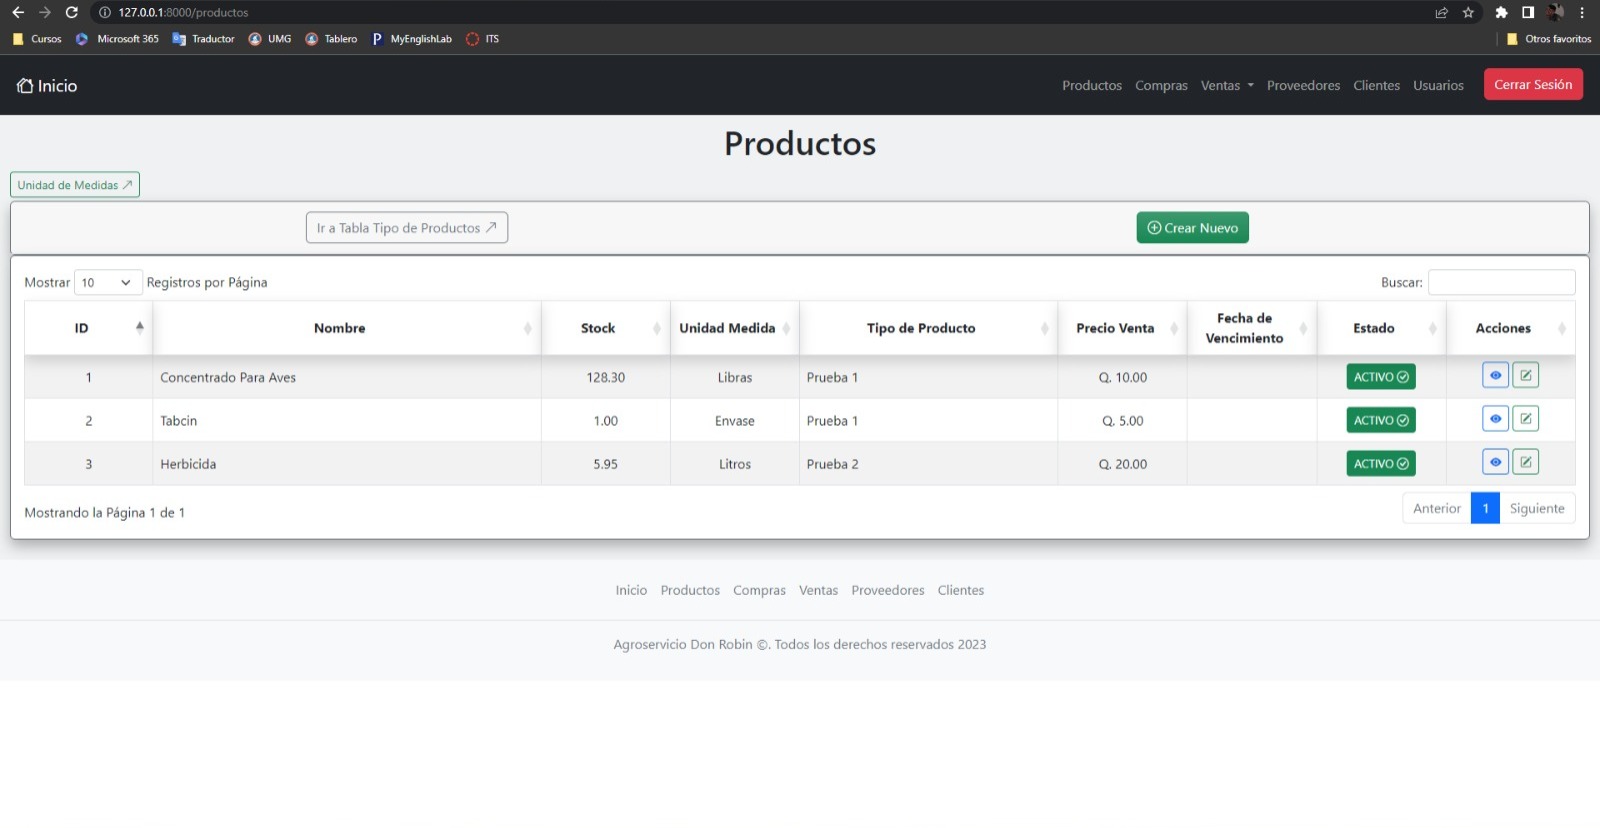 127.0.0.1:8000/productos
Cursos Microsoft 365 Traductor UMG Tablero MyEnglishLab ITS Otros favoritos
Inicio Productos Compras Ventas Proveedores Clientes Usuarios Cerrar Sesión
Productos
Unidad de Medidas
Ir a Tabla Tipo de Productos Crear Nuevo
Mostrar 10 Registros por Página Buscar:
ID Nombre Stock Unidad Medida Tipo de Producto Precio Venta Fecha de Vencimiento Estado Acciones
1 Concentrado Para Aves 128.30 Libras Prueba 1 Q. 10.00 ACTIVO
2 Tabcin 1.00 Envase Prueba 1 Q. 5.00 ACTIVO
3 Herbicida 5.95 Litros Prueba 2 Q. 20.00 ACTIVO
Mostrando la Página 1 de 1 Anterior 1 Siguiente
Inicio Productos Compras Ventas Proveedores Clientes
Agroservicio Don Robin ©. Todos los derechos reservados 2023